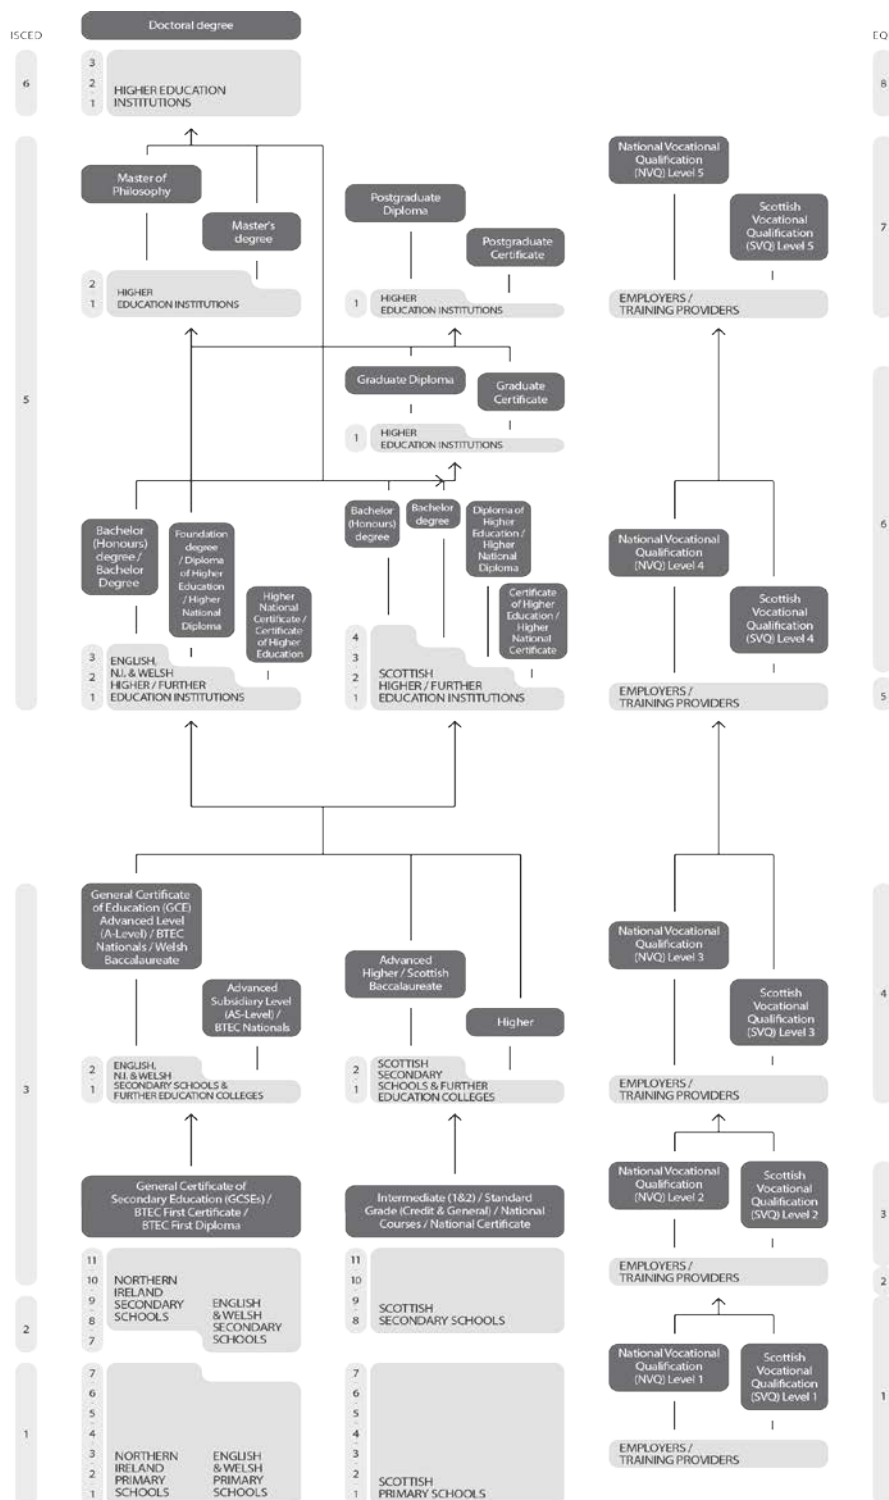 ISCED
EQ
Doctoral degree
6
3
2
1
HIGHER EDUCATION
INSTITUTIONS
8
5
Master of
Philosophy
Master's
degree
2
1
HIGHER
EDUCATION INSTITUTIONS
Postgraduate
Diploma
Postgraduate
Certificate
1
HIGHER
EDUCATION INSTITUTIONS
National Vocational
Qualification
(NVQ) Level 5
Scottish
Vocational
Qualification
(SVQ) Level 5
EMPLOYERS /
TRAINING PROVIDERS
7
Graduate Diploma
Graduate
Certificate
1
HIGHER
EDUCATION INSTITUTIONS
Bachelor
(Honours)
degree /
Bachelor
Degree
Foundation
degree
/ Diploma
of Higher
Education
/ Higher
National
Diploma
Higher
National
Certificate /
Certificate
of Higher
Education
3
2
1
ENGLISH,
N.I. & WELSH
HIGHER / FURTHER
EDUCATION INSTITUTIONS
Bachelor
(Honours)
degree
Bachelor
degree
Diploma of
Higher
Education /
Higher
National
Diploma
Certificate
of Higher
Education /
Higher
National
Certificate
4
3
2
1
SCOTTISH
HIGHER / FURTHER
EDUCATION INSTITUTIONS
National Vocational
Qualification
(NVQ) Level 4
Scottish
Vocational
Qualification
(SVQ) Level 4
EMPLOYERS /
TRAINING PROVIDERS
6
5
3
General Certificate
of Education (GCE)
Advanced Level
(A-Level) / BTEC
Nationals / Welsh
Baccalaureate
Advanced
Subsidiary Level
(AS-Level) /
BTEC Nationals
2
1
ENGLISH,
N.I. & WELSH
SECONDARY SCHOOLS &
FURTHER EDUCATION COLLEGES
Advanced
Higher / Scottish
Baccalaureate
Higher
2
1
SCOTTISH
SECONDARY
SCHOOLS & FURTHER
EDUCATION COLLEGES
National Vocational
Qualification
(NVQ) Level 3
Scottish
Vocational
Qualification
(SVQ) Level 3
EMPLOYERS /
TRAINING PROVIDERS
4
General Certificate of
Secondary Education (GCSEs) /
BTEC First Certificate /
BTEC First Diploma
Intermediate (1&2) / Standard
Grade (Credit & General) / National
Courses / National Certificate
National Vocational
Qualification
(NVQ) Level 2
Scottish
Vocational
Qualification
(SVQ) Level 2
EMPLOYERS /
TRAINING PROVIDERS
3
2
2
11
10
9
8
7
NORTHERN
IRELAND
SECONDARY
SCHOOLS
ENGLISH
& WELSH
SECONDARY
SCHOOLS
11
10
9
8
SCOTTISH
SECONDARY SCHOOLS
National Vocational
Qualification
(NVQ) Level 1
Scottish
Vocational
Qualification
(SVQ) Level 1
EMPLOYERS /
TRAINING PROVIDERS
1
1
7
6
5
4
3
2
1
NORTHERN
IRELAND
PRIMARY
SCHOOLS
ENGLISH
& WELSH
PRIMARY
SCHOOLS
7
6
5
4
3
2
1
SCOTTISH
PRIMARY SCHOOLS